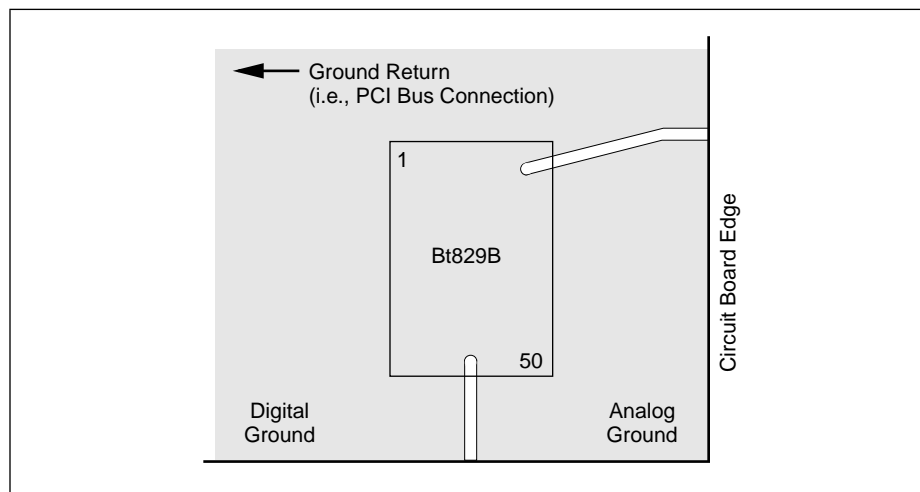 Ground Return
(i.e., PCI Bus Connection)
1
Bt829B
50
Digital
Ground
Analog
Ground
Circuit Board Edge